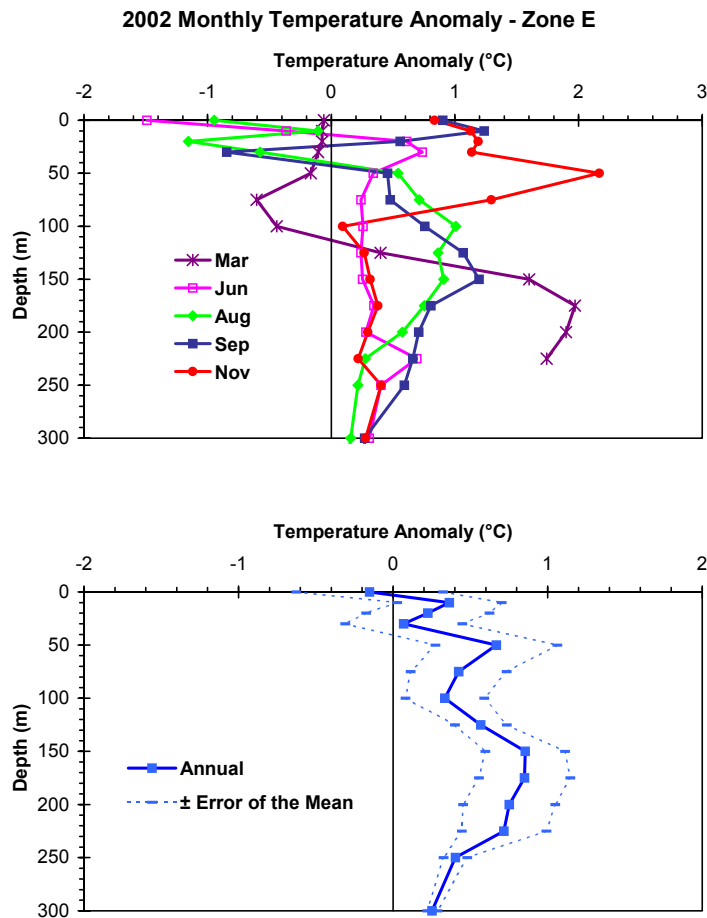 2002 Monthly Temperature Anomaly - Zone E
Temperature Anomaly (°C)
-2 -1 0 1 2 3
0
50
100
150
200
250
300
Depth (m)
Mar
Jun
Aug
Sep
Nov
Temperature Anomaly (°C)
-2 -1 0 1 2
0
50
100
150
200
250
300
Depth (m)
Annual
± Error of the Mean